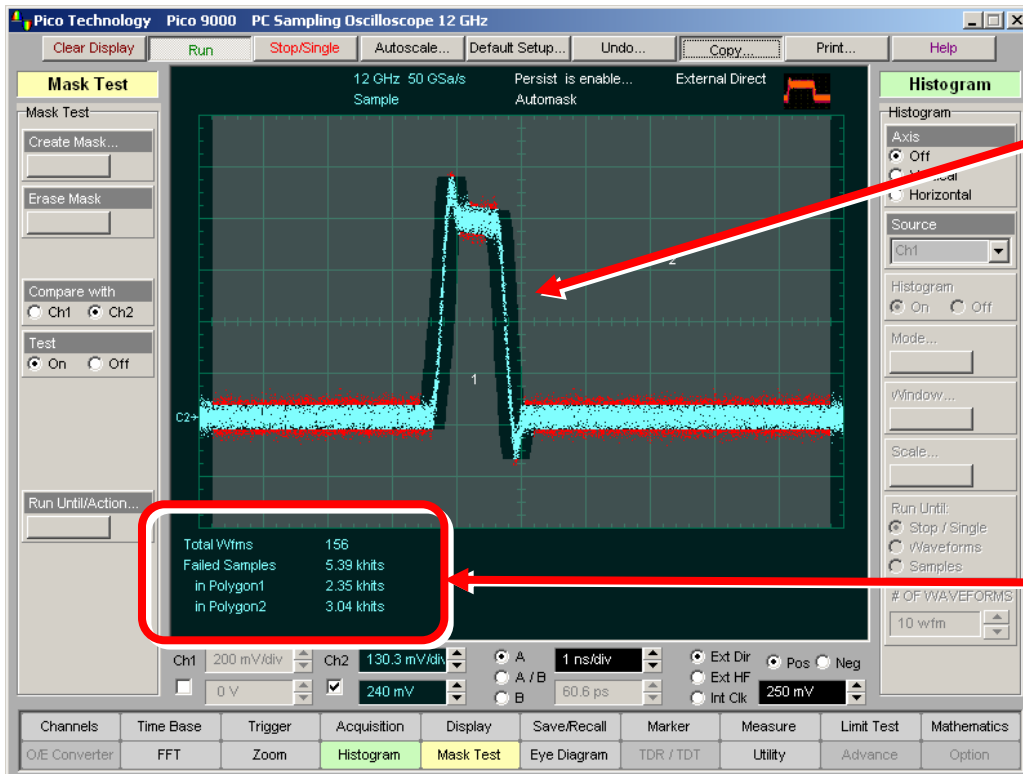 Pico Technology Pico 9000 PC Sampling Oscilloscope 12 GHz
Clear Display Run Stop/Single Autoscale... Default Setup... Undo... Copy... Print... Help
Mask Test
Mask Test
Create Mask...
Erase Mask
Compare with
Ch1 Ch2
Test
On Off
Run Until/Action...
12 GHz 50 GSa/s Persist is enable... External Direct
Sample Automask
2
1
C2
Total Wfms 156
Failed Samples 5.39 khits
in Polygon1 2.35 khits
in Polygon2 3.04 khits
Histogram
Histogram
Axis
Off
Vertical
Horizontal
Source
Ch1
Histogram
On Off
Mode...
Window...
Scale...
Run Until:
Stop / Single
Waveforms
Samples
# OF WAVEFORMS
10 wfm
Ch1 200 mV/div Ch2 130.3 mV/div A 1 ns/div Ext Dir Pos Neg
A / B Ext HF
0 V 240 mV B 60.6 ps Int Clk 250 mV
Channels Time Base Trigger Acquisition Display Save/Recall Marker Measure Limit Test Mathematics
O/E Converter FFT Zoom Histogram Mask Test Eye Diagram TDR / TDT Utility Advance Option